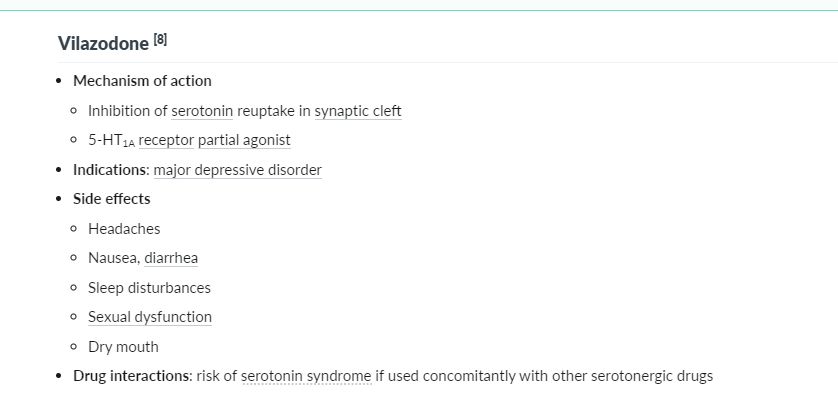 Vilazodone [8]
• Mechanism of action
Inhibition of serotonin reuptake in synaptic cleft
5-HT1A receptor partial agonist
• Indications: major depressive disorder
• Side effects
Headaches
Nausea, diarrhea
Sleep disturbances
Sexual dysfunction
Dry mouth
• Drug interactions: risk of serotonin syndrome if used concomitantly with other serotonergic drugs